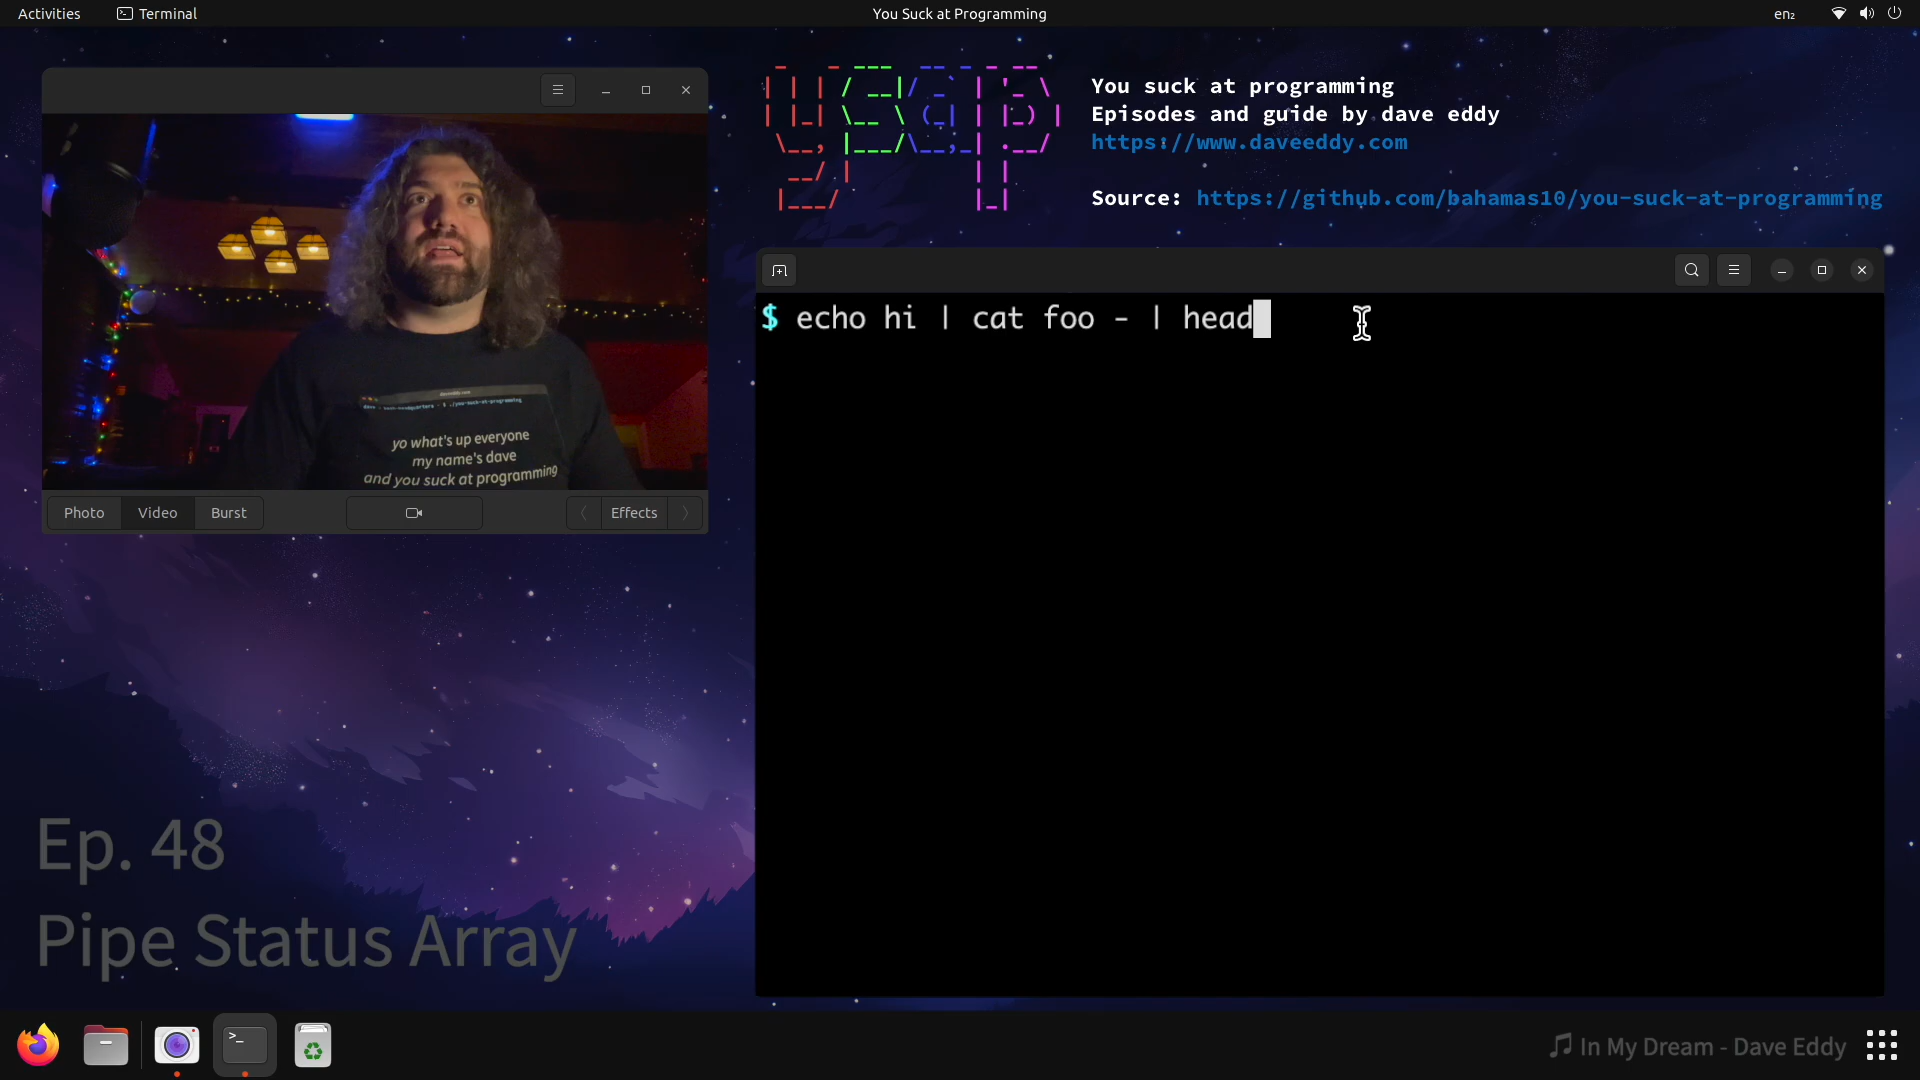 Activities
Terminal
You Suck at Programming
en₂
You suck at programming
Episodes and guide by dave eddy
https://www.daveeddy.com
Source: https://github.com/bahamas10/you-suck-at-programming
$ echo hi | cat foo - | head
yo what's up everyone
my name's dave
and you suck at programming
Photo
Video
Burst
Effects
Ep. 48
Pipe Status Array
In My Dream - Dave Eddy